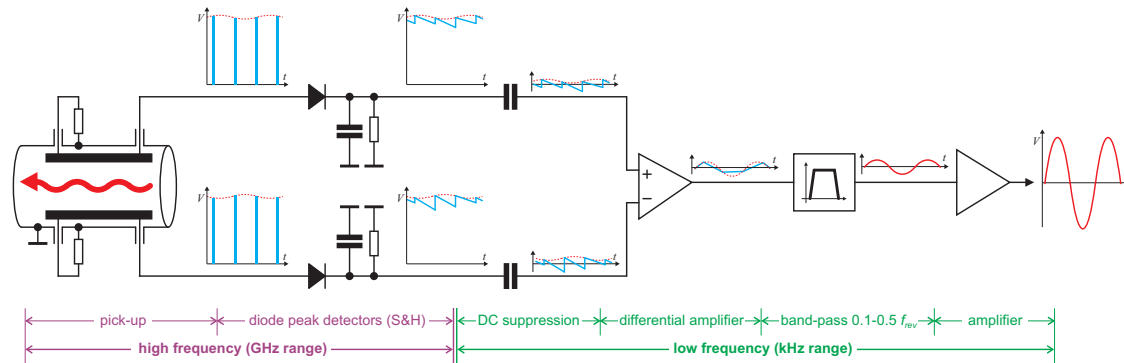 V
t
V
t
t
V
t
V
t
t
+
−
t
t
V
t
pick-up
diode peak detectors (S&H)
DC suppression
differential amplifier
band-pass 0.1-0.5 frev
amplifier
high frequency (GHz range)
low frequency (kHz range)